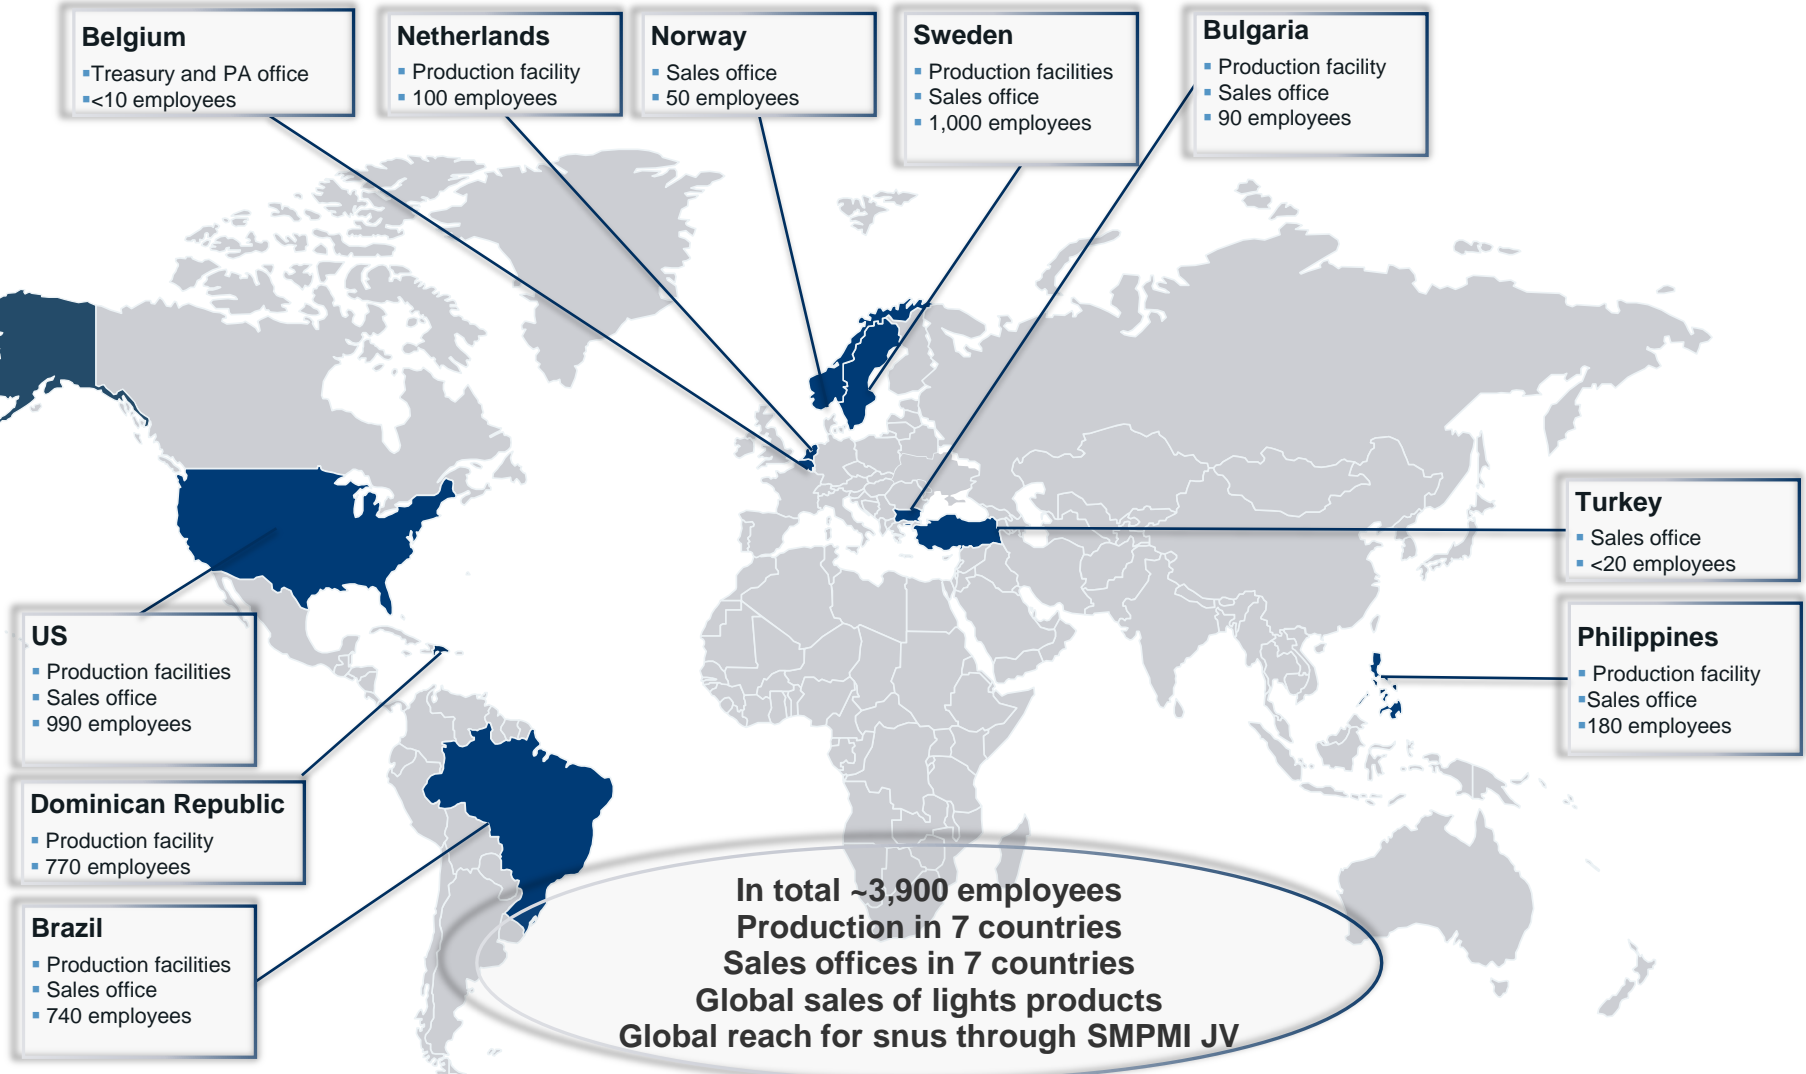 Belgium
▪Treasury and PA office
▪<10 employees
Netherlands
▪ Production facility
▪ 100 employees
Norway
▪ Sales office
▪ 50 employees
Sweden
▪ Production facilities
▪ Sales office
▪ 1,000 employees
Bulgaria
▪ Production facility
▪ Sales office
▪ 90 employees
Turkey
▪ Sales office
▪ <20 employees
Philippines
▪ Production facility
▪Sales office
▪180 employees
US
▪ Production facilities
▪ Sales office
▪ 990 employees
Dominican Republic
▪ Production facility
▪ 770 employees
Brazil
▪ Production facilities
▪ Sales office
▪ 740 employees
In total ~3,900 employees
Production in 7 countries
Sales offices in 7 countries
Global sales of lights products
Global reach for snus through SMPMI JV